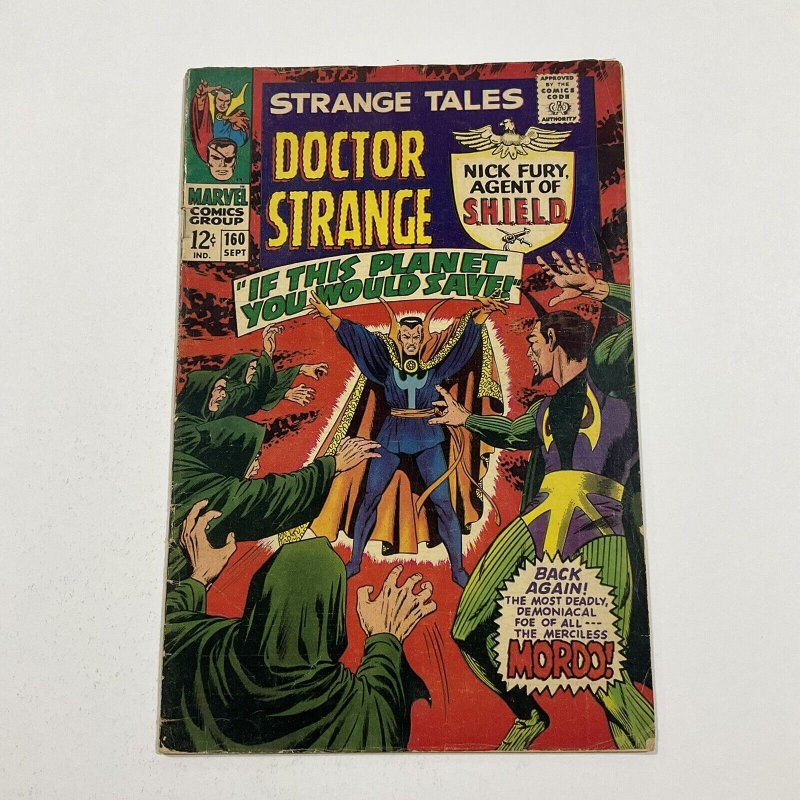 STRANGE TALES
APPROVED
BY THE
COMICS
CODE
AUTHORITY
DOCTOR
STRANGE
NICK FURY,
AGENT OF
S.H.I.E.L.D.
MARVEL
COMICS
GROUP
12¢
IND.
160
SEPT
"IF THIS PLANET
YOU WOULD SAVE!"
BACK
AGAIN!
THE MOST DEADLY,
DEMONIACAL
FOE OF ALL---
THE MERCILESS
MORDO!